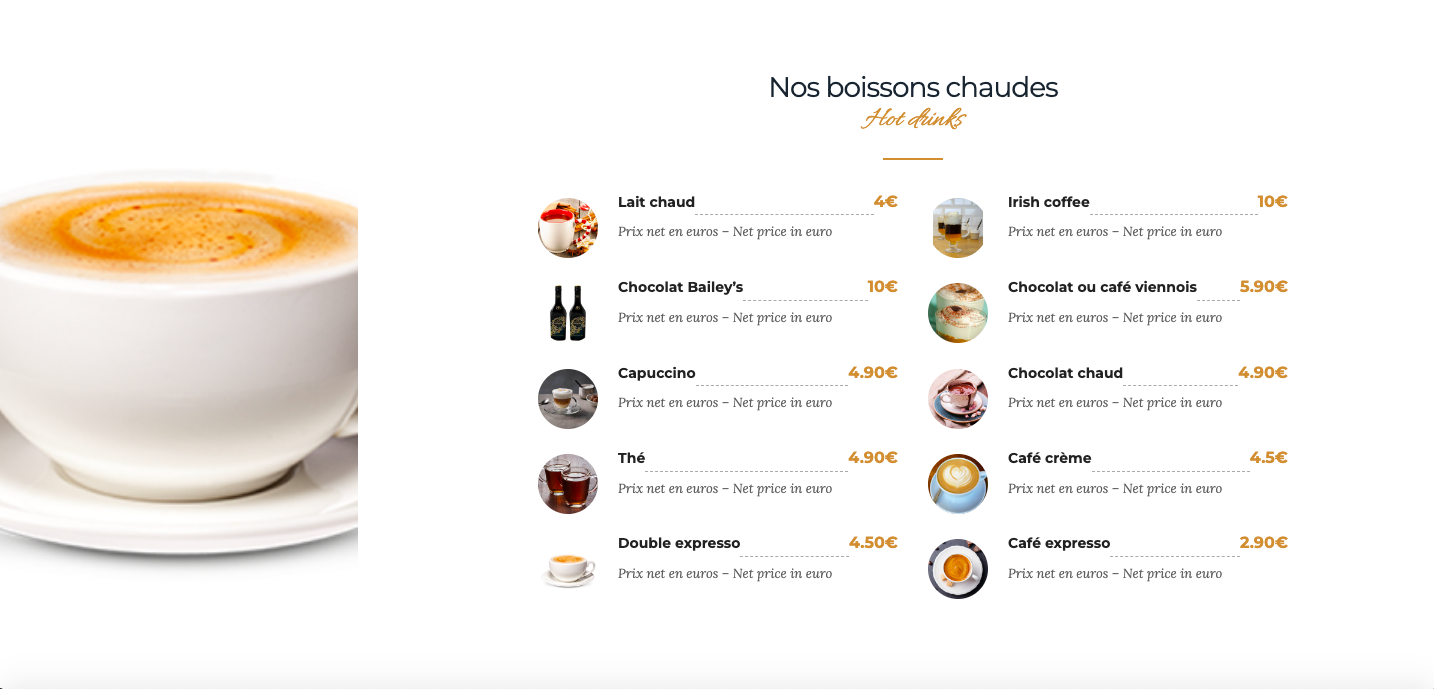 Nos boissons chaudes
Hot drinks
Lait chaud 4€
Prix net en euros – Net price in euro
Chocolat Bailey’s 10€
Prix net en euros – Net price in euro
Capuccino 4.90€
Prix net en euros – Net price in euro
Thé 4.90€
Prix net en euros – Net price in euro
Double expresso 4.50€
Prix net en euros – Net price in euro
Irish coffee 10€
Prix net en euros – Net price in euro
Chocolat ou café viennois 5.90€
Prix net en euros – Net price in euro
Chocolat chaud 4.90€
Prix net en euros – Net price in euro
Café crème 4.5€
Prix net en euros – Net price in euro
Café expresso 2.90€
Prix net en euros – Net price in euro